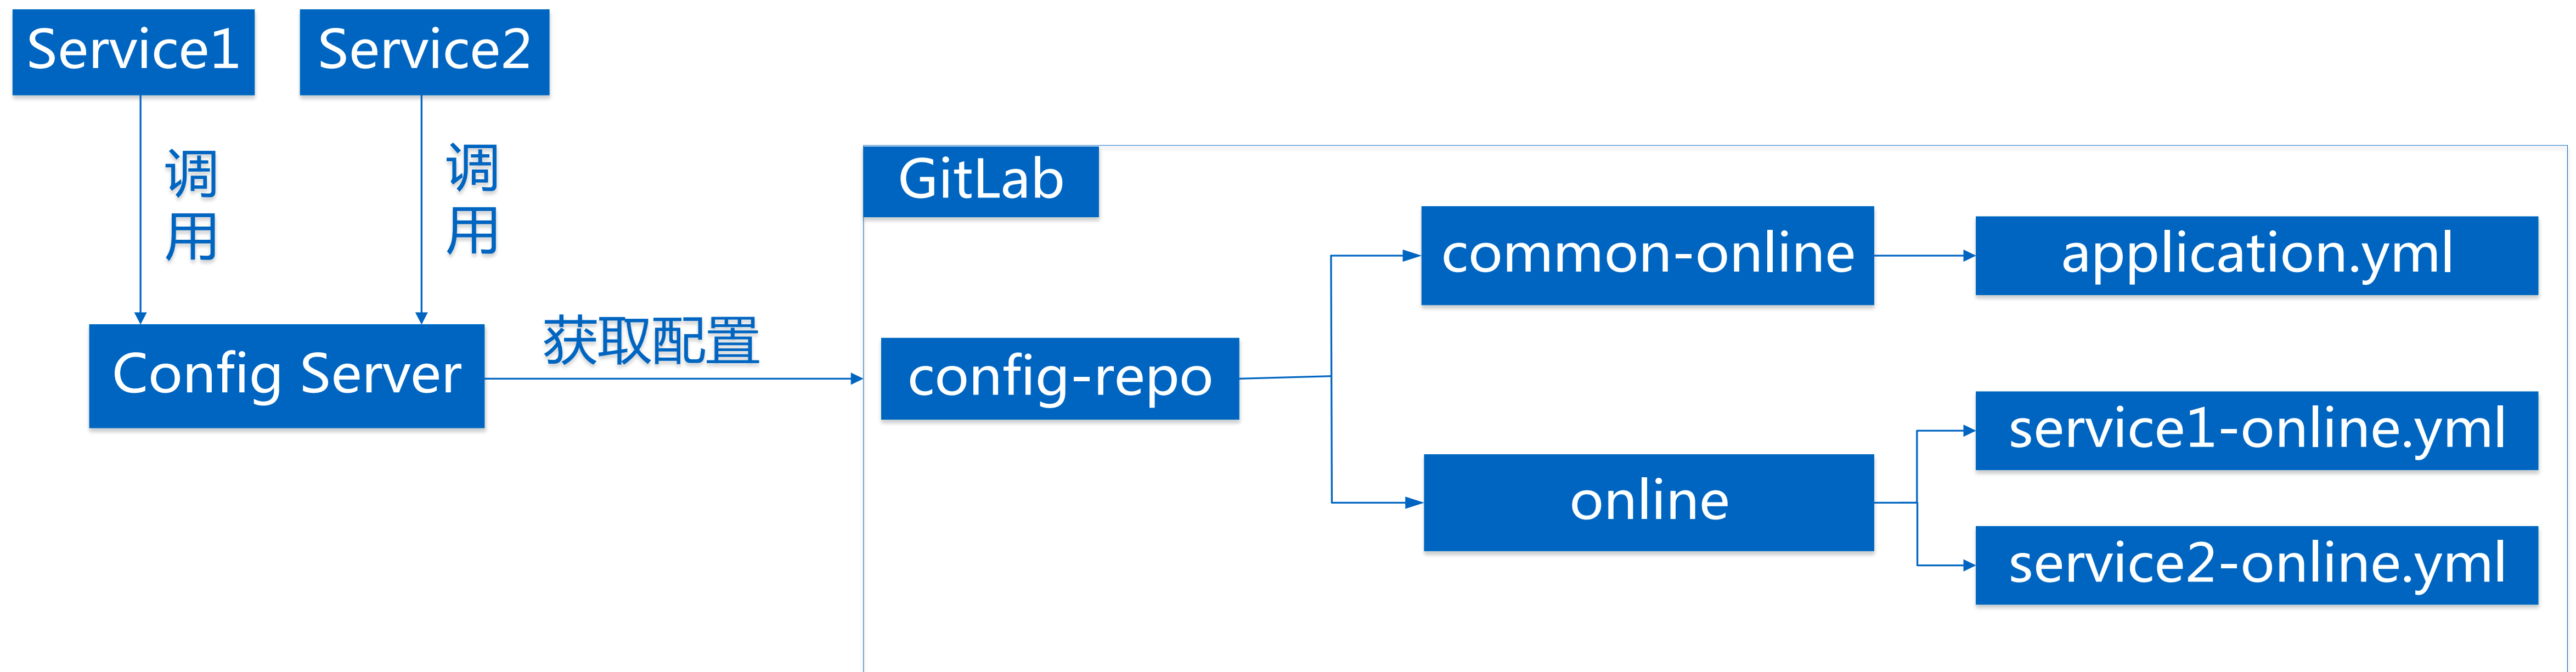 Service1
Service2
调用
调用
Config Server
获取配置
GitLab
config-repo
common-online
application.yml
online
service1-online.yml
service2-online.yml